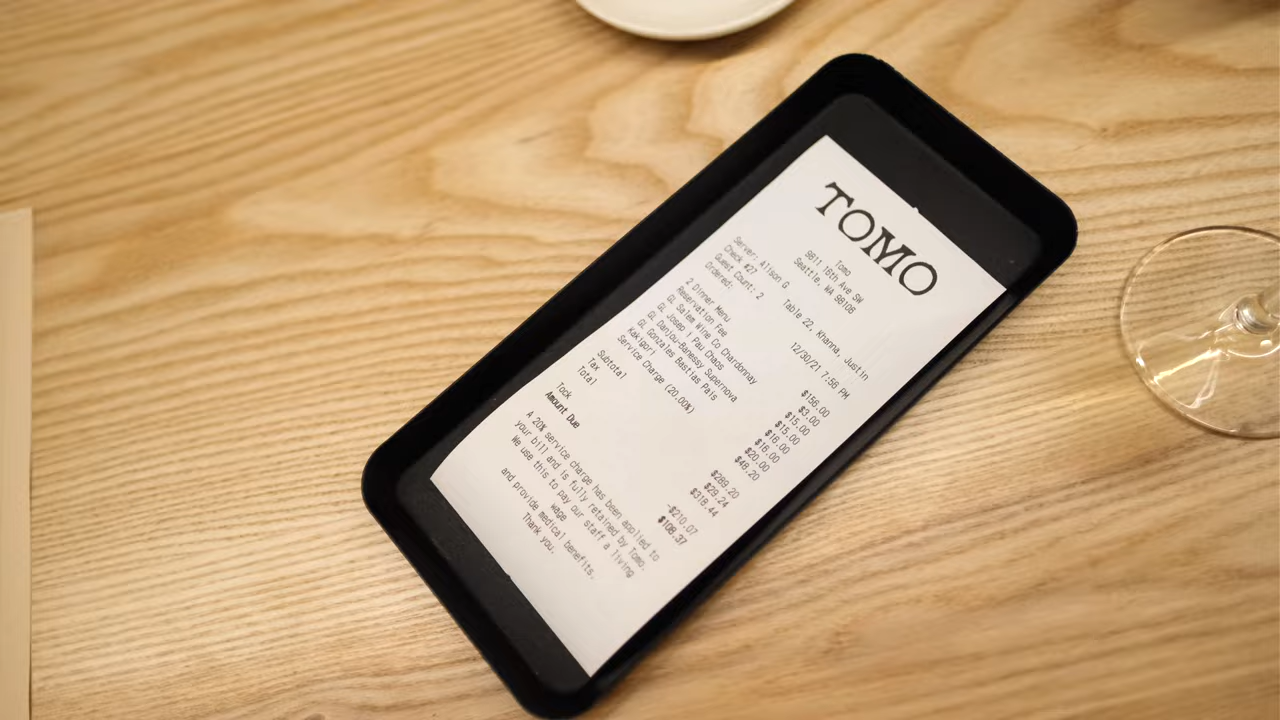 TOMO
Tomo
9811 16th Ave SW
Seattle, WA 98106
Server: Alison G
Check #27 Table 22, Khanna, Justin
Guest Count: 2 12/30/21 7:56 PM
Ordered:
2 Dinner Menu $156.00
Reservation Fee $3.00
GL Salem Wine Co Chardonnay $15.00
GL Josep i Pau Chaos $15.00
GL Danjou-Banessy Supernova $16.00
GL Gonzales Bastias Pais $16.00
Kakigori $20.00
Service Charge (20.00%) $48.20
Subtotal $289.20
Tax $29.24
Total $318.44
Tock -$210.07
Amount Due $108.37
A 20% service charge has been applied to
your bill and is fully retained by Tomo.
We use this to pay our staff a living
wage
and provide medical benefits.
Thank you.